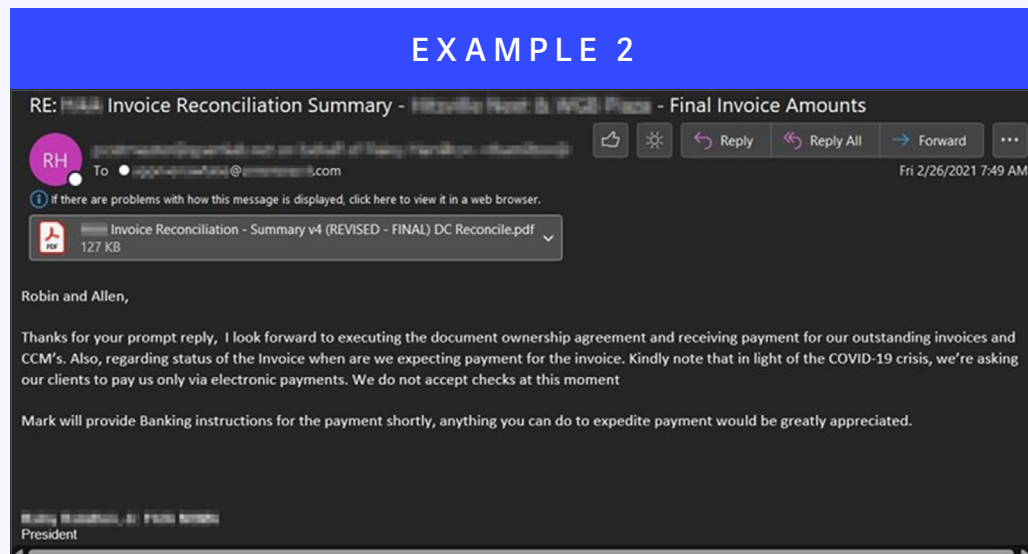 EXAMPLE 2
RE: Invoice Reconciliation Summary - - Final Invoice Amounts
Reply Reply All Forward
RH
To @ .com
Fri 2/26/2021 7:49 AM
If there are problems with how this message is displayed, click here to view it in a web browser.
Invoice Reconciliation - Summary v4 (REVISED - FINAL) DC Reconcile.pdf
PDF
127 KB
Robin and Allen,
Thanks for your prompt reply, I look forward to executing the document ownership agreement and receiving payment for our outstanding invoices and
CCM's. Also, regarding status of the Invoice when are we expecting payment for the invoice. Kindly note that in light of the COVID-19 crisis, we're asking
our clients to pay us only via electronic payments. We do not accept checks at this moment
Mark will provide Banking instructions for the payment shortly, anything you can do to expedite payment would be greatly appreciated.
President